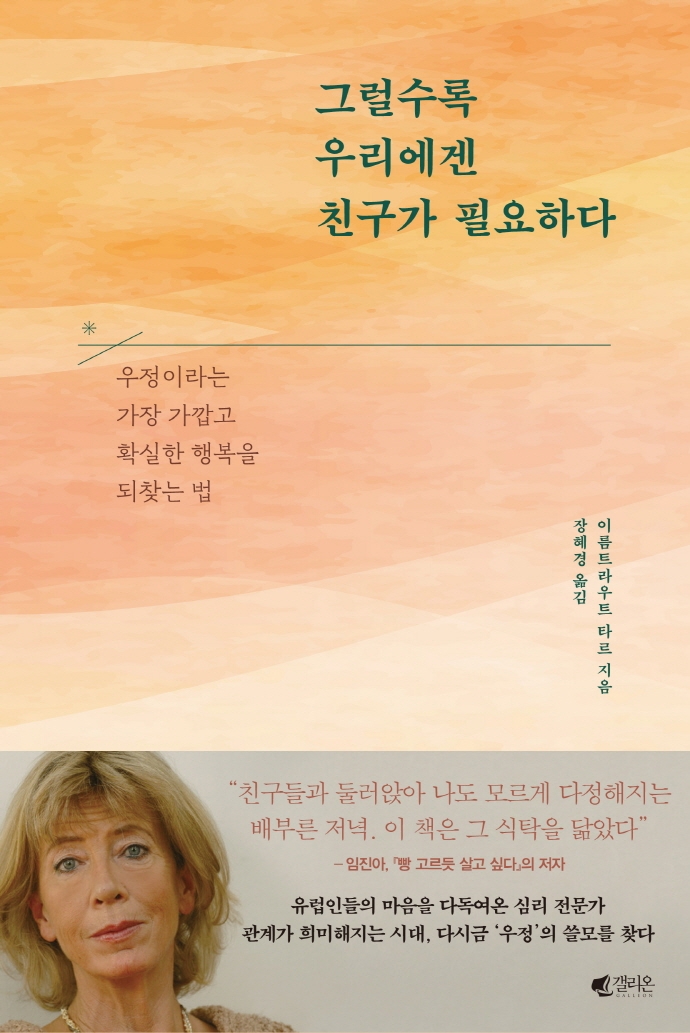 그럴수록
우리에겐
친구가 필요하다
우정이라는
가장 가깝고
확실한 행복을
되찾는 법
이름트라우트 타르 지음
장혜경 옮김
“친구들과 둘러앉아 나도 모르게 다정해지는
배부른 저녁. 이 책은 그 식탁을 닮았다”
– 임진아, 『빵 고르듯 살고 싶다』의 저자
유럽인들의 마음을 다독여온 심리 전문가
관계가 희미해지는 시대, 다시금 ‘우정’의 쓸모를 찾다
갤리온
GALLEON